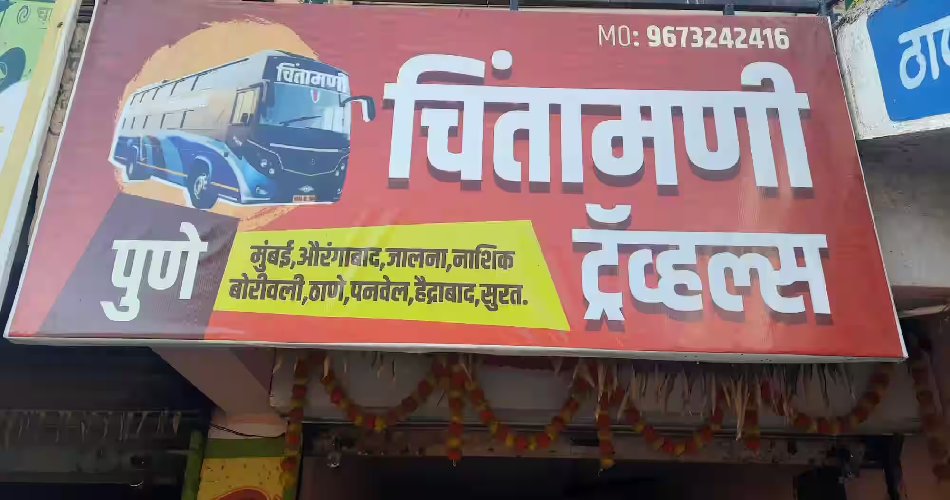 MO: 9673242416
चिंतामणी
चिंतामणी
ट्रॅव्हल्स
पुणे
मुंबई,औरंगाबाद,जालना,नाशिक
बोरीवली,ठाणे,पनवेल,हैद्राबाद,सुरत.